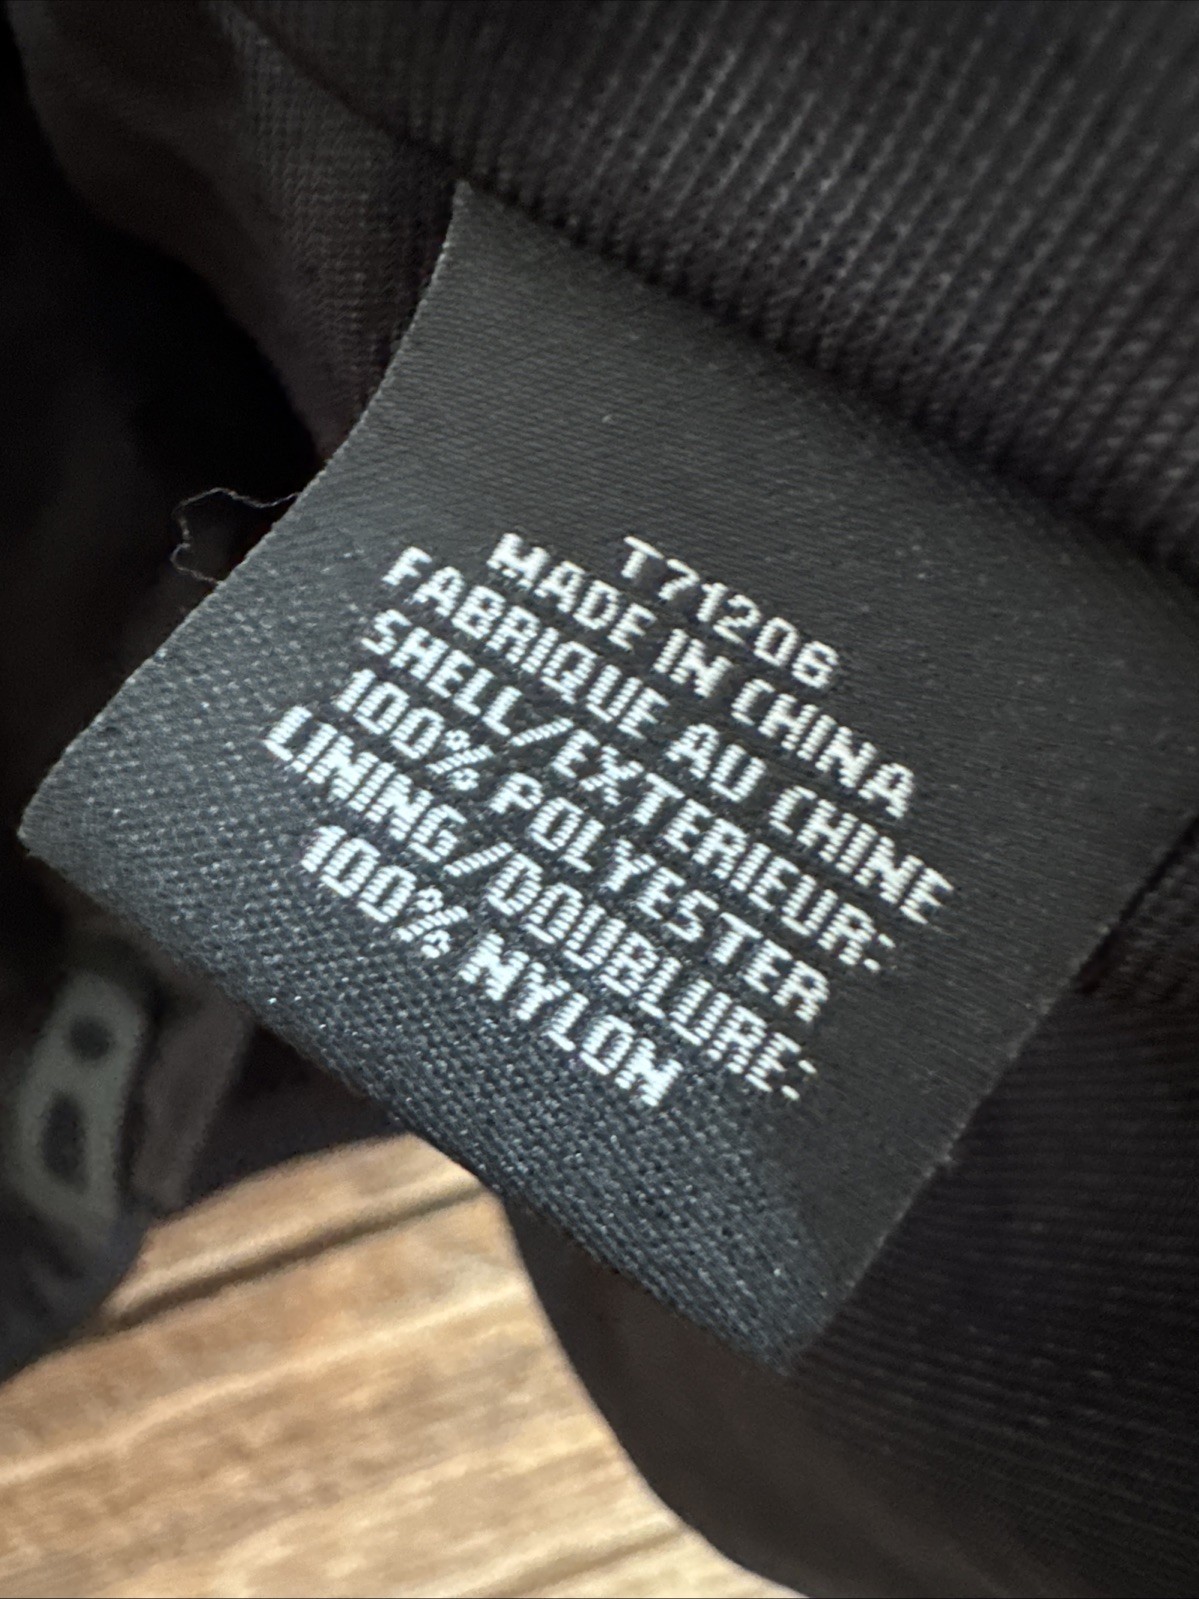 T71206
MADE IN CHINA
FABRIQUE AU CHINE
SHELL/EXTERIEUR:
100% POLYESTER
LINING/DOUBLURE:
100% NYLON